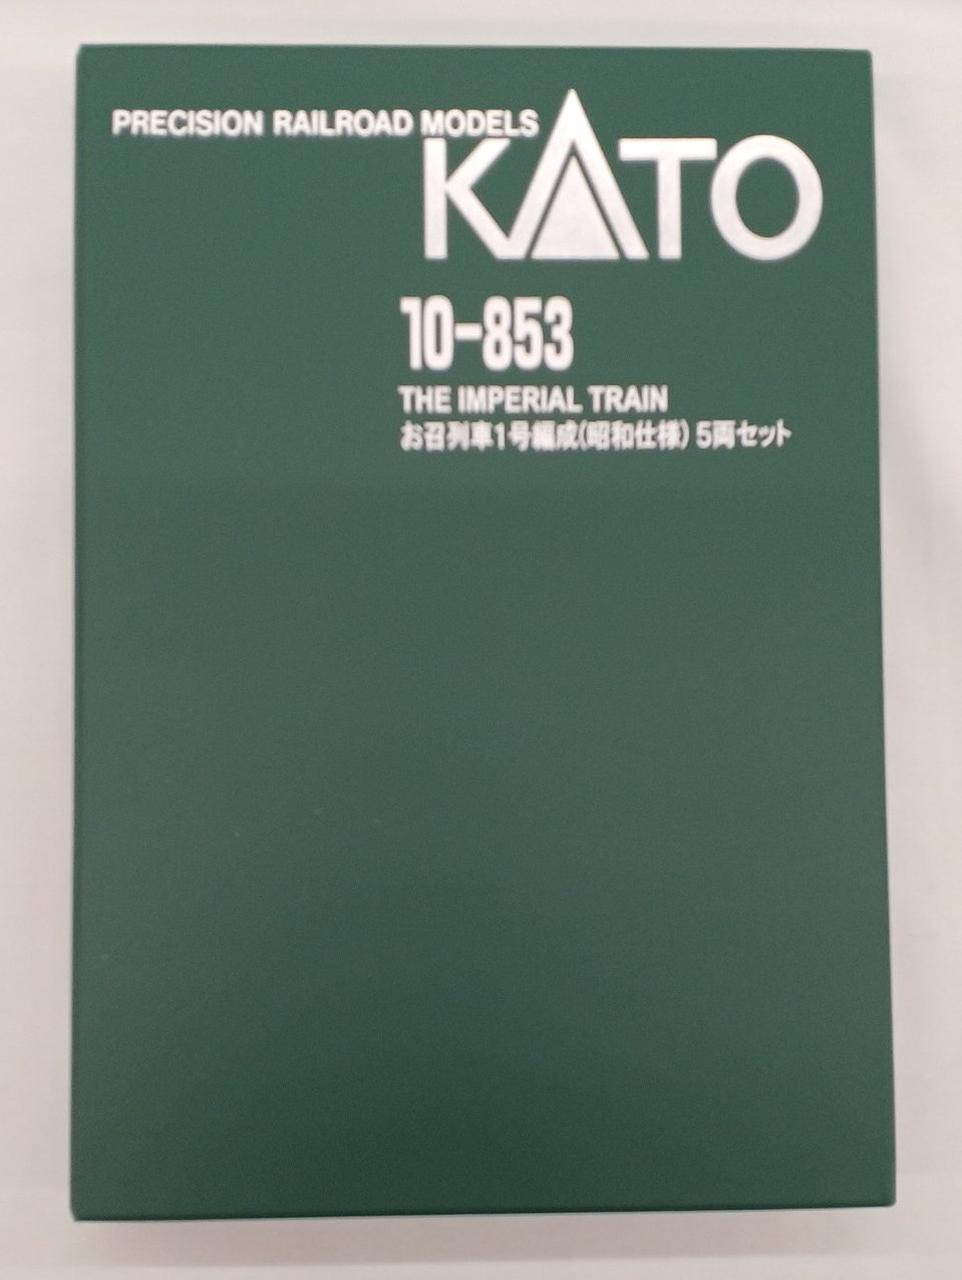 PRECISION RAILROAD MODELS
KATO
10-853
THE IMPERIAL TRAIN
お召列車1号編成(昭和仕様) 5両セット